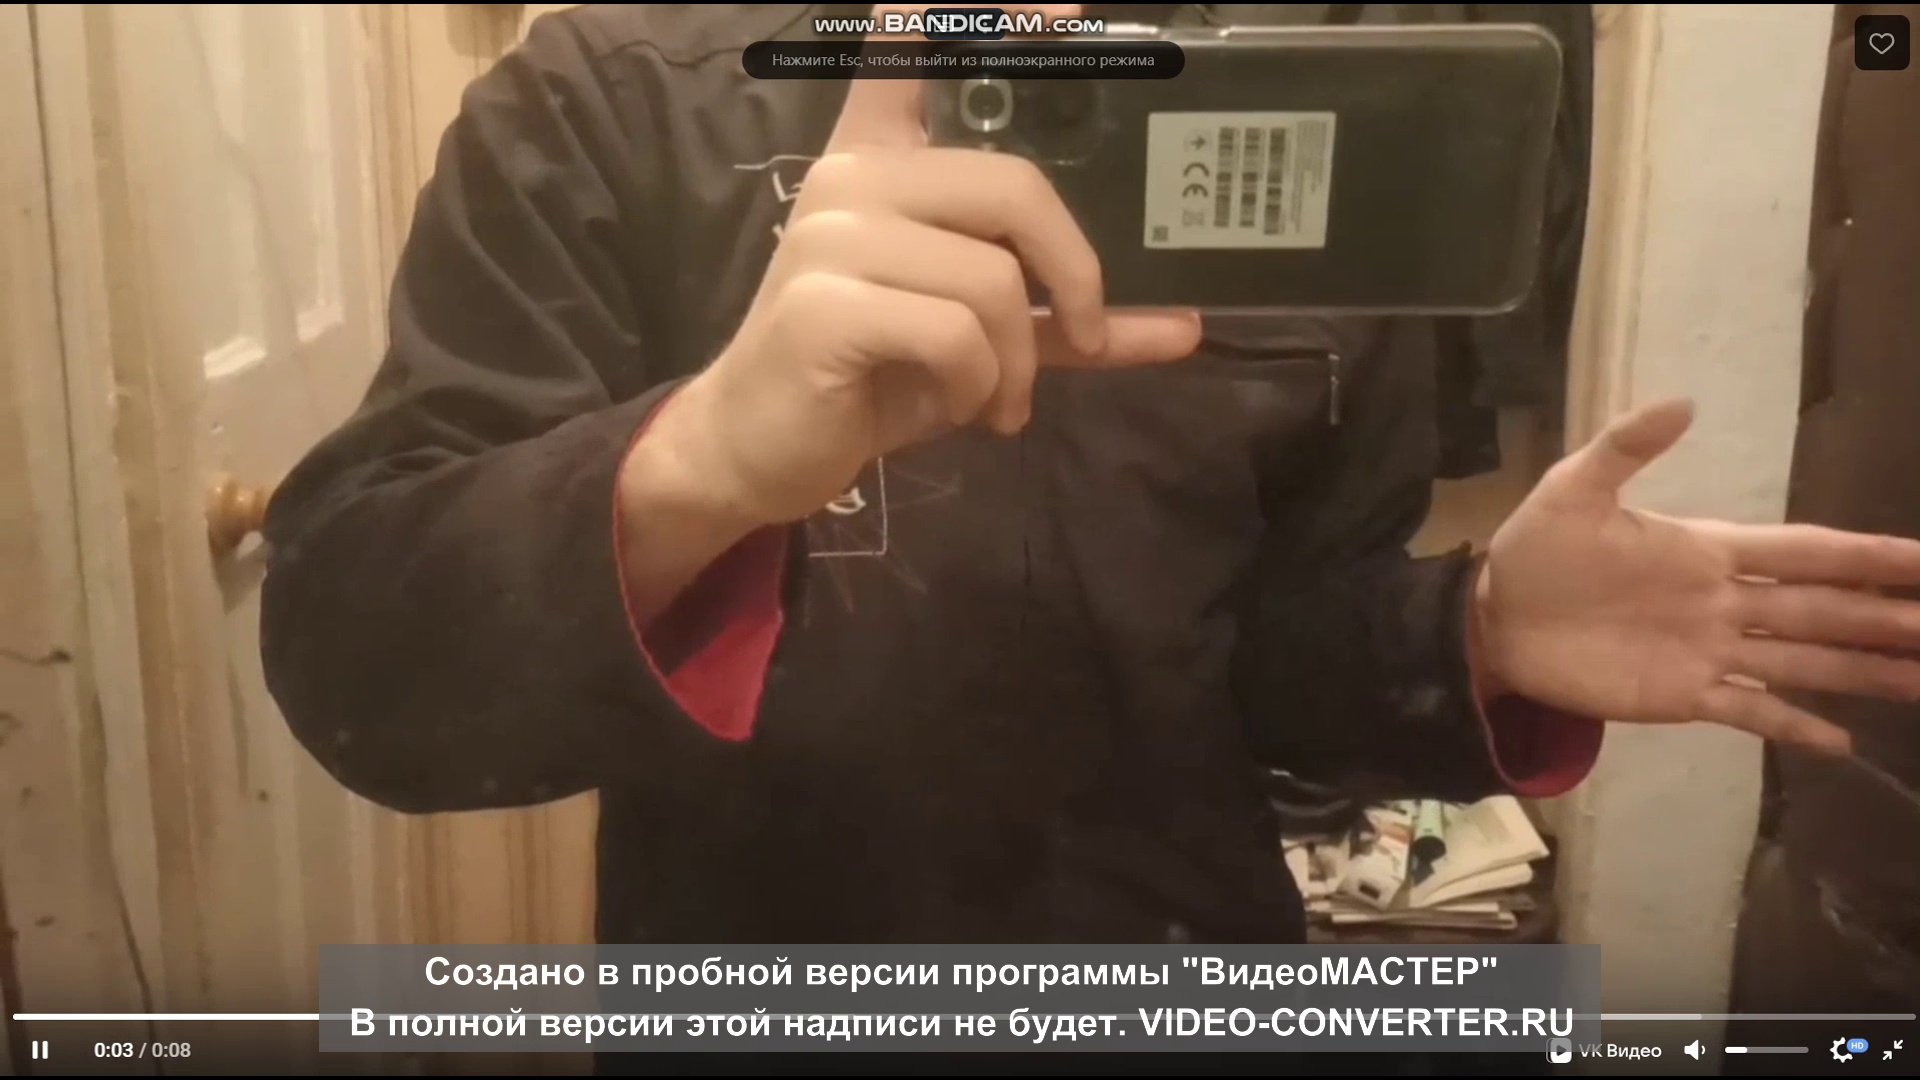 www.BANDICAM.com
Нажмите Esc, чтобы выйти из полноэкранного режима
CE
Создано в пробной версии программы "ВидеоМАСТЕР"
В полной версии этой надписи не будет. VIDEO-CONVERTER.RU
0:03 / 0:08
VK Видео
HD